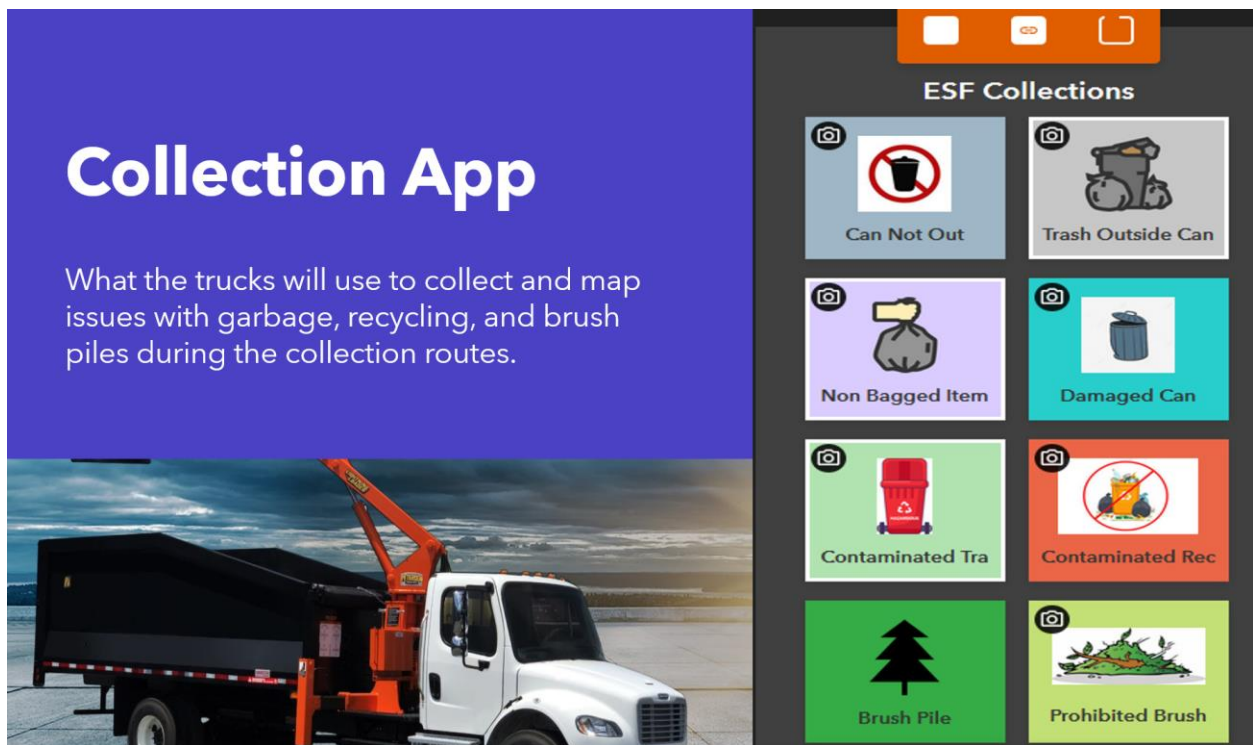 Collection App
What the trucks will use to collect and map
issues with garbage, recycling, and brush
piles during the collection routes.
ESF Collections
Can Not Out
Trash Outside Can
Non Bagged Item
Damaged Can
Contaminated Tra
Contaminated Rec
Brush Pile
Prohibited Brush